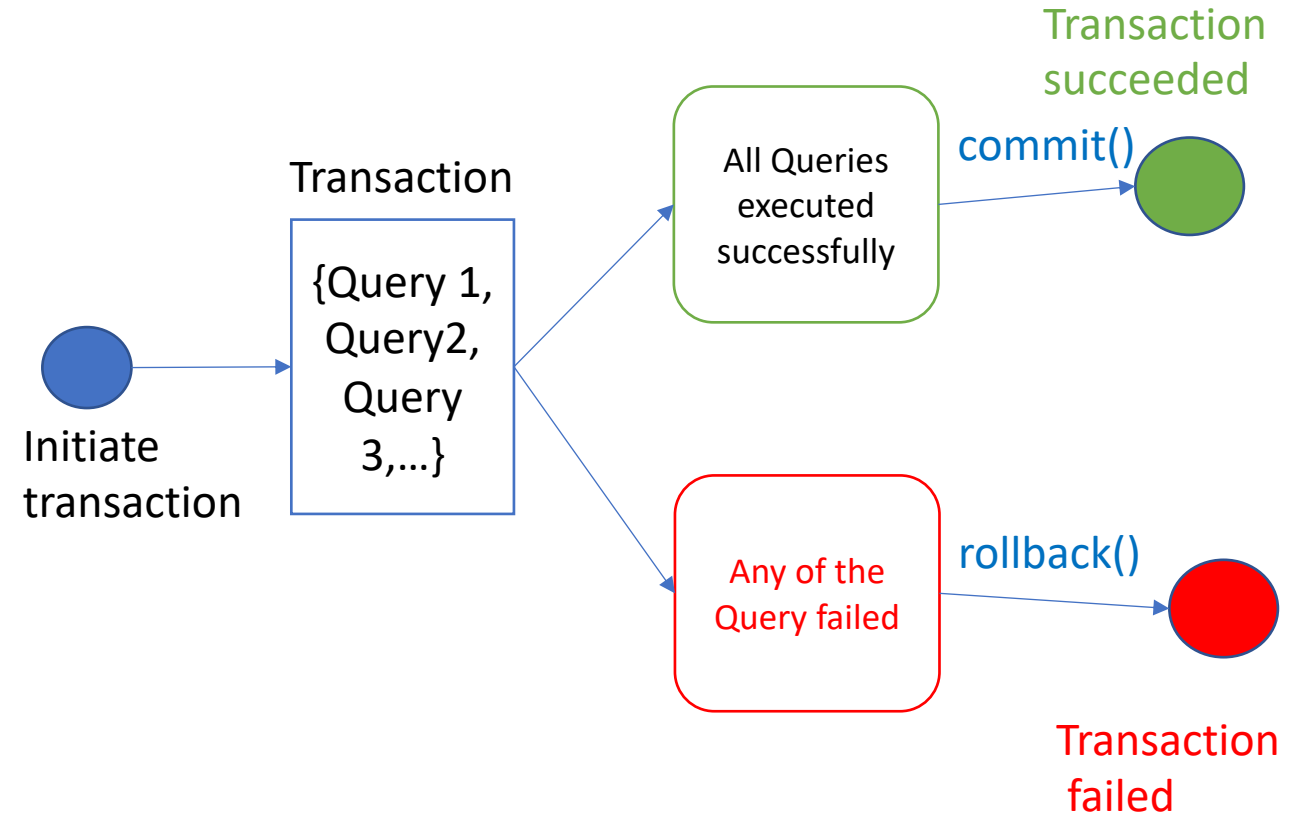 Initiate
transaction
Transaction
{Query 1,
Query2,
Query
3,...}
All Queries
executed
successfully
commit()
Transaction
succeeded
Any of the
Query failed
rollback()
Transaction
failed